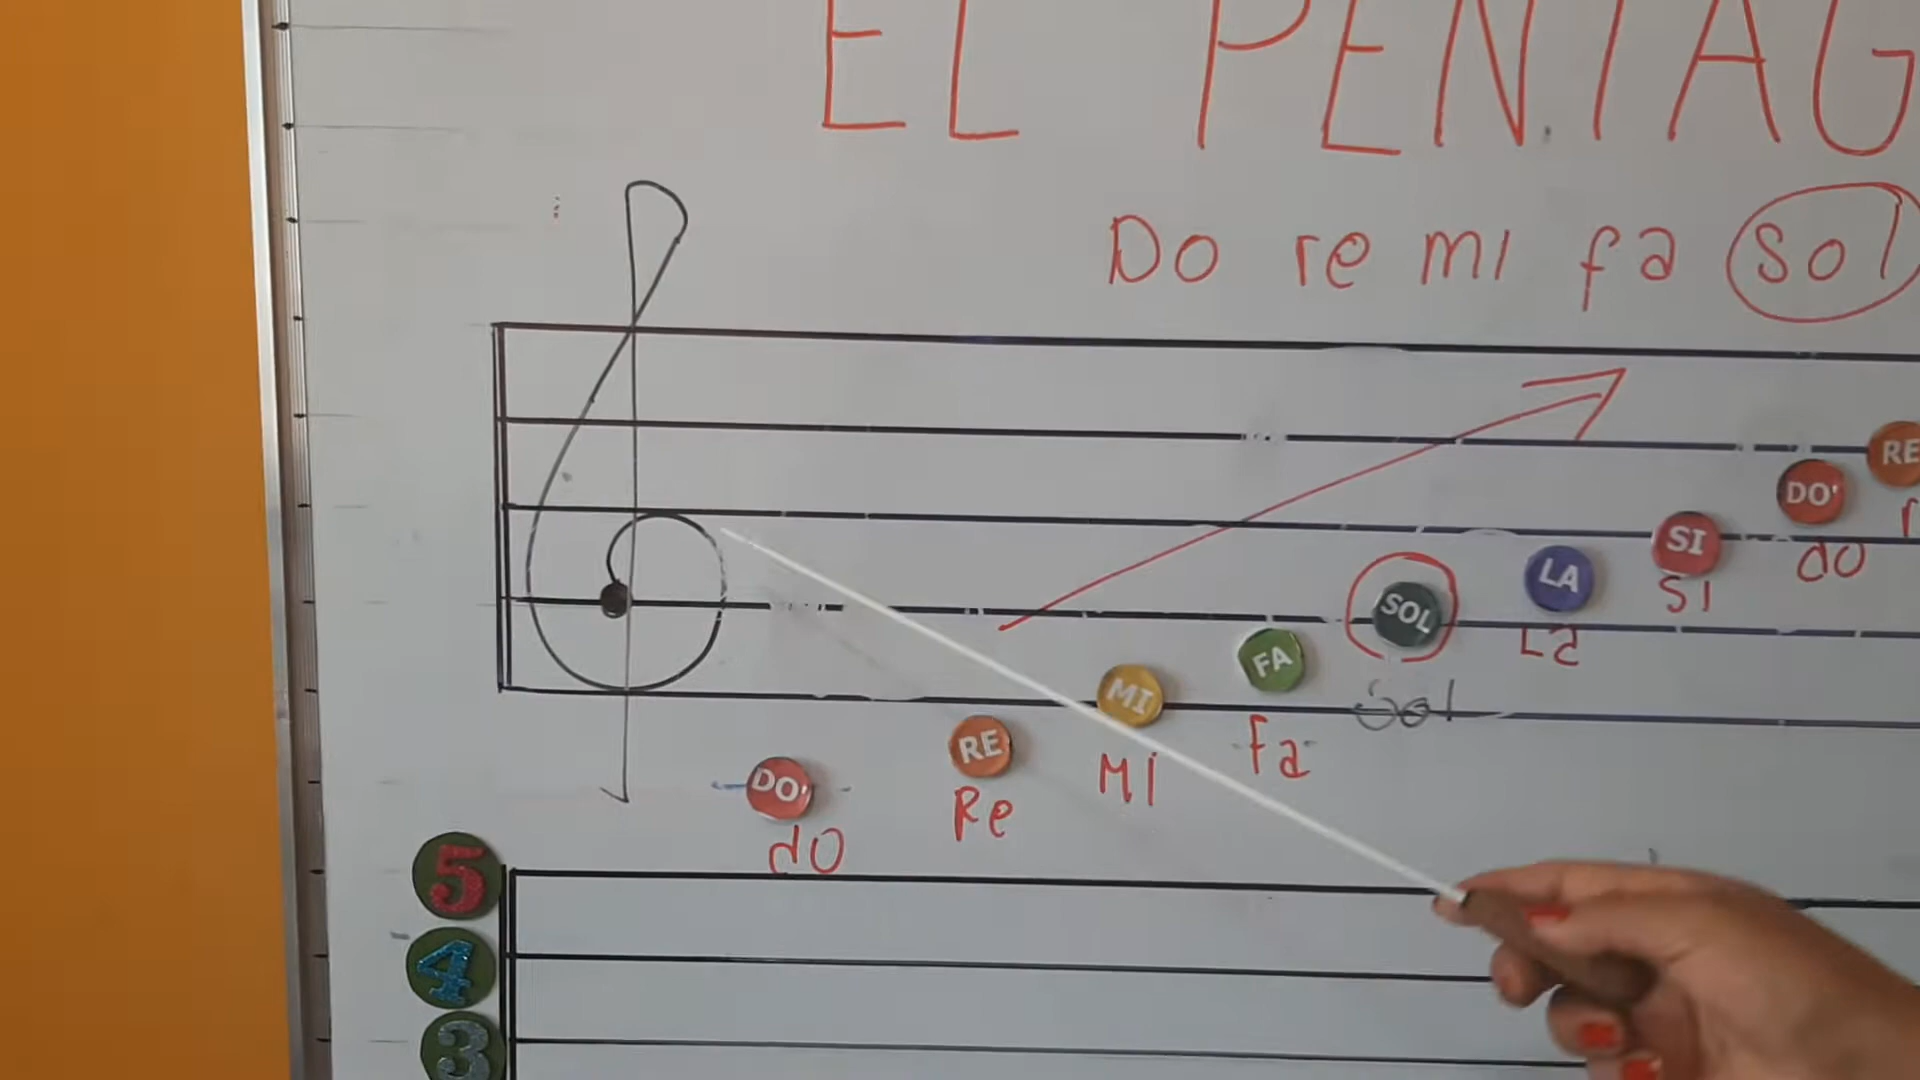 EL PENTAG
Do re mi fa sol
RE
DO'
SI
LA
SOL
FA
MI
RE
DO'
do
SI
La
Sol
Fa
MI
Re
dO
5
4
3